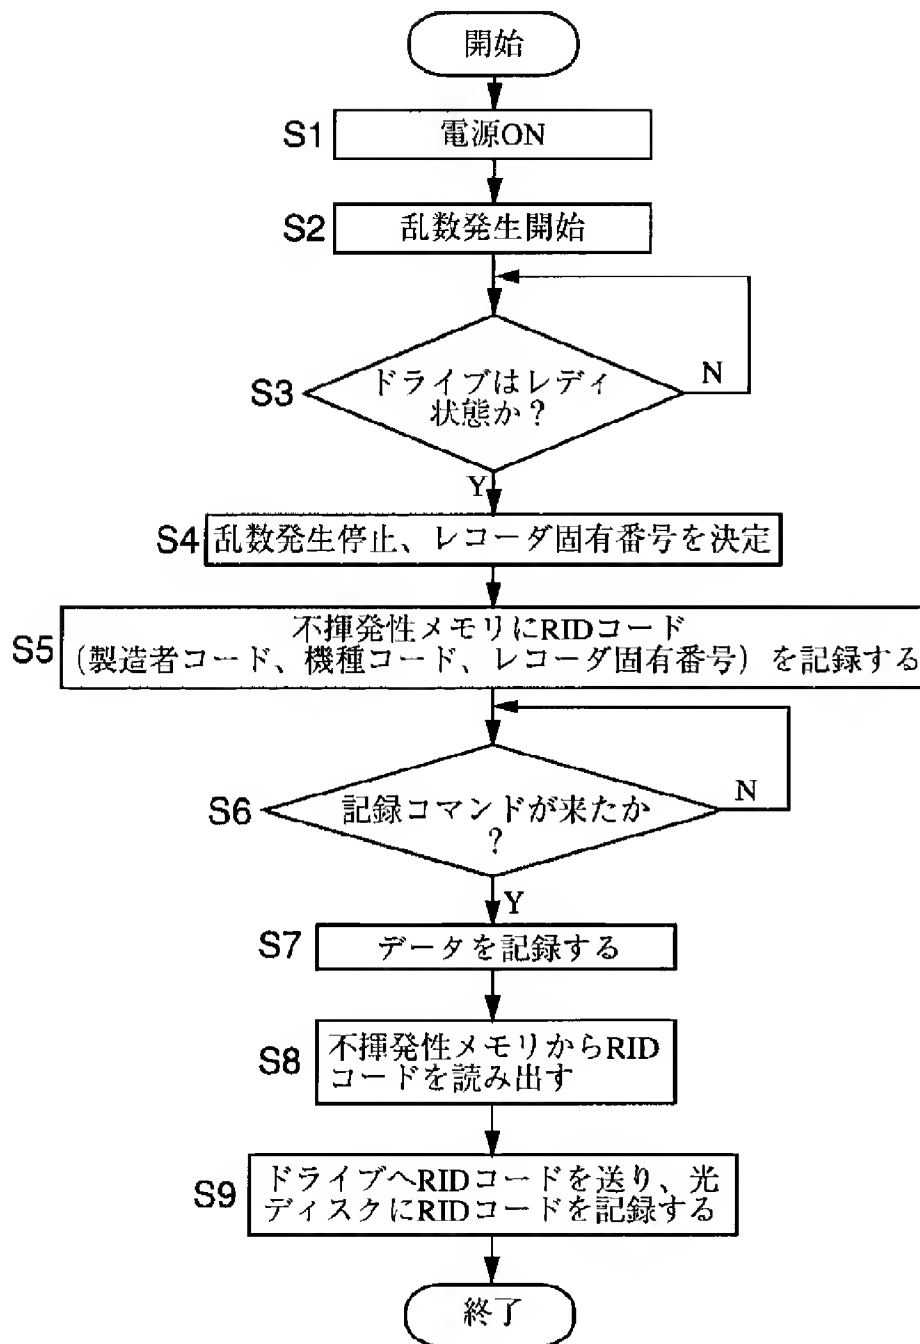 開始
S1
電源ON
S2
乱数発生開始
S3
ドライブはレディ
状態か？
N
Y
S4
乱数発生停止、レコーダ固有番号を決定
S5
不揮発性メモリにRIDコード
（製造者コード、機種コード、レコーダ固有番号）を記録する
S6
記録コマンドが来たか
？
N
Y
S7
データを記録する
S8
不揮発性メモリからRID
コードを読み出す
S9
ドライブへRIDコードを送り、光
ディスクにRIDコードを記録する
終了